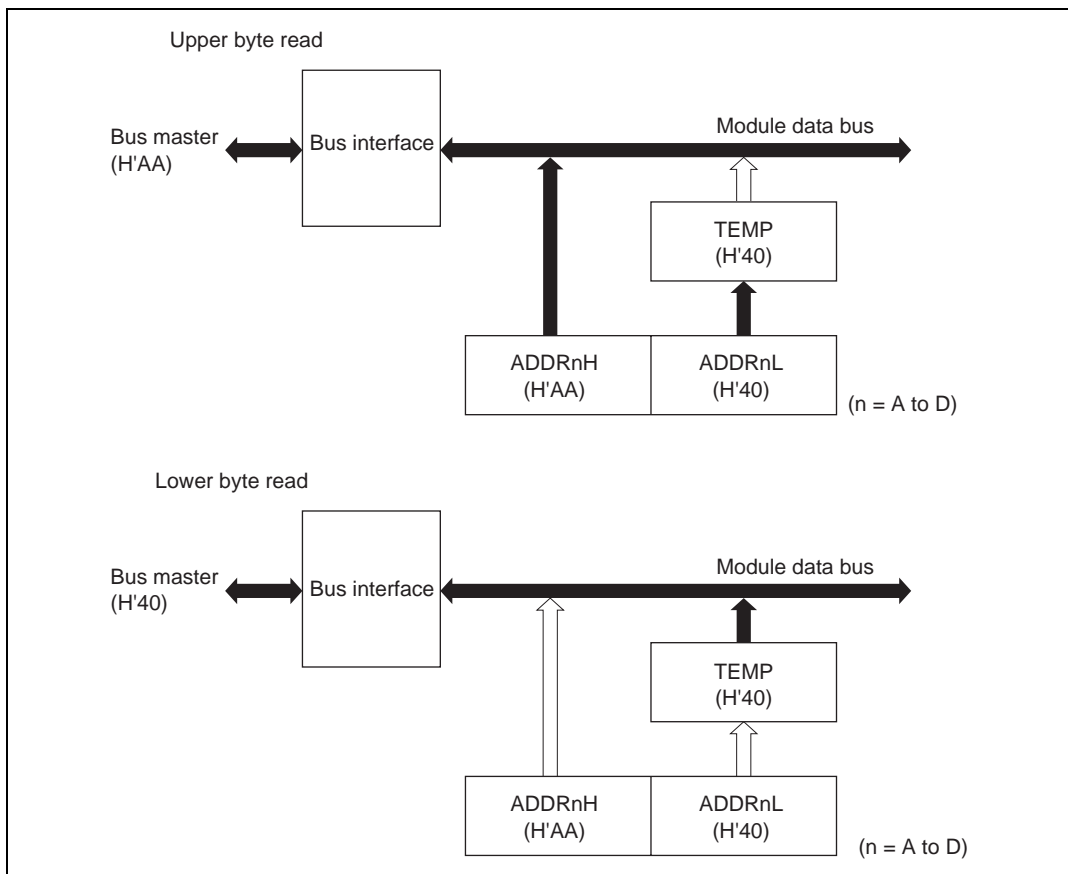 Upper byte read
Bus master
(H'AA)
Bus interface
Module data bus
TEMP
(H'40)
ADDRnH
(H'AA)
ADDRnL
(H'40)
(n = A to D)
Lower byte read
Bus master
(H'40)
Bus interface
Module data bus
TEMP
(H'40)
ADDRnH
(H'AA)
ADDRnL
(H'40)
(n = A to D)